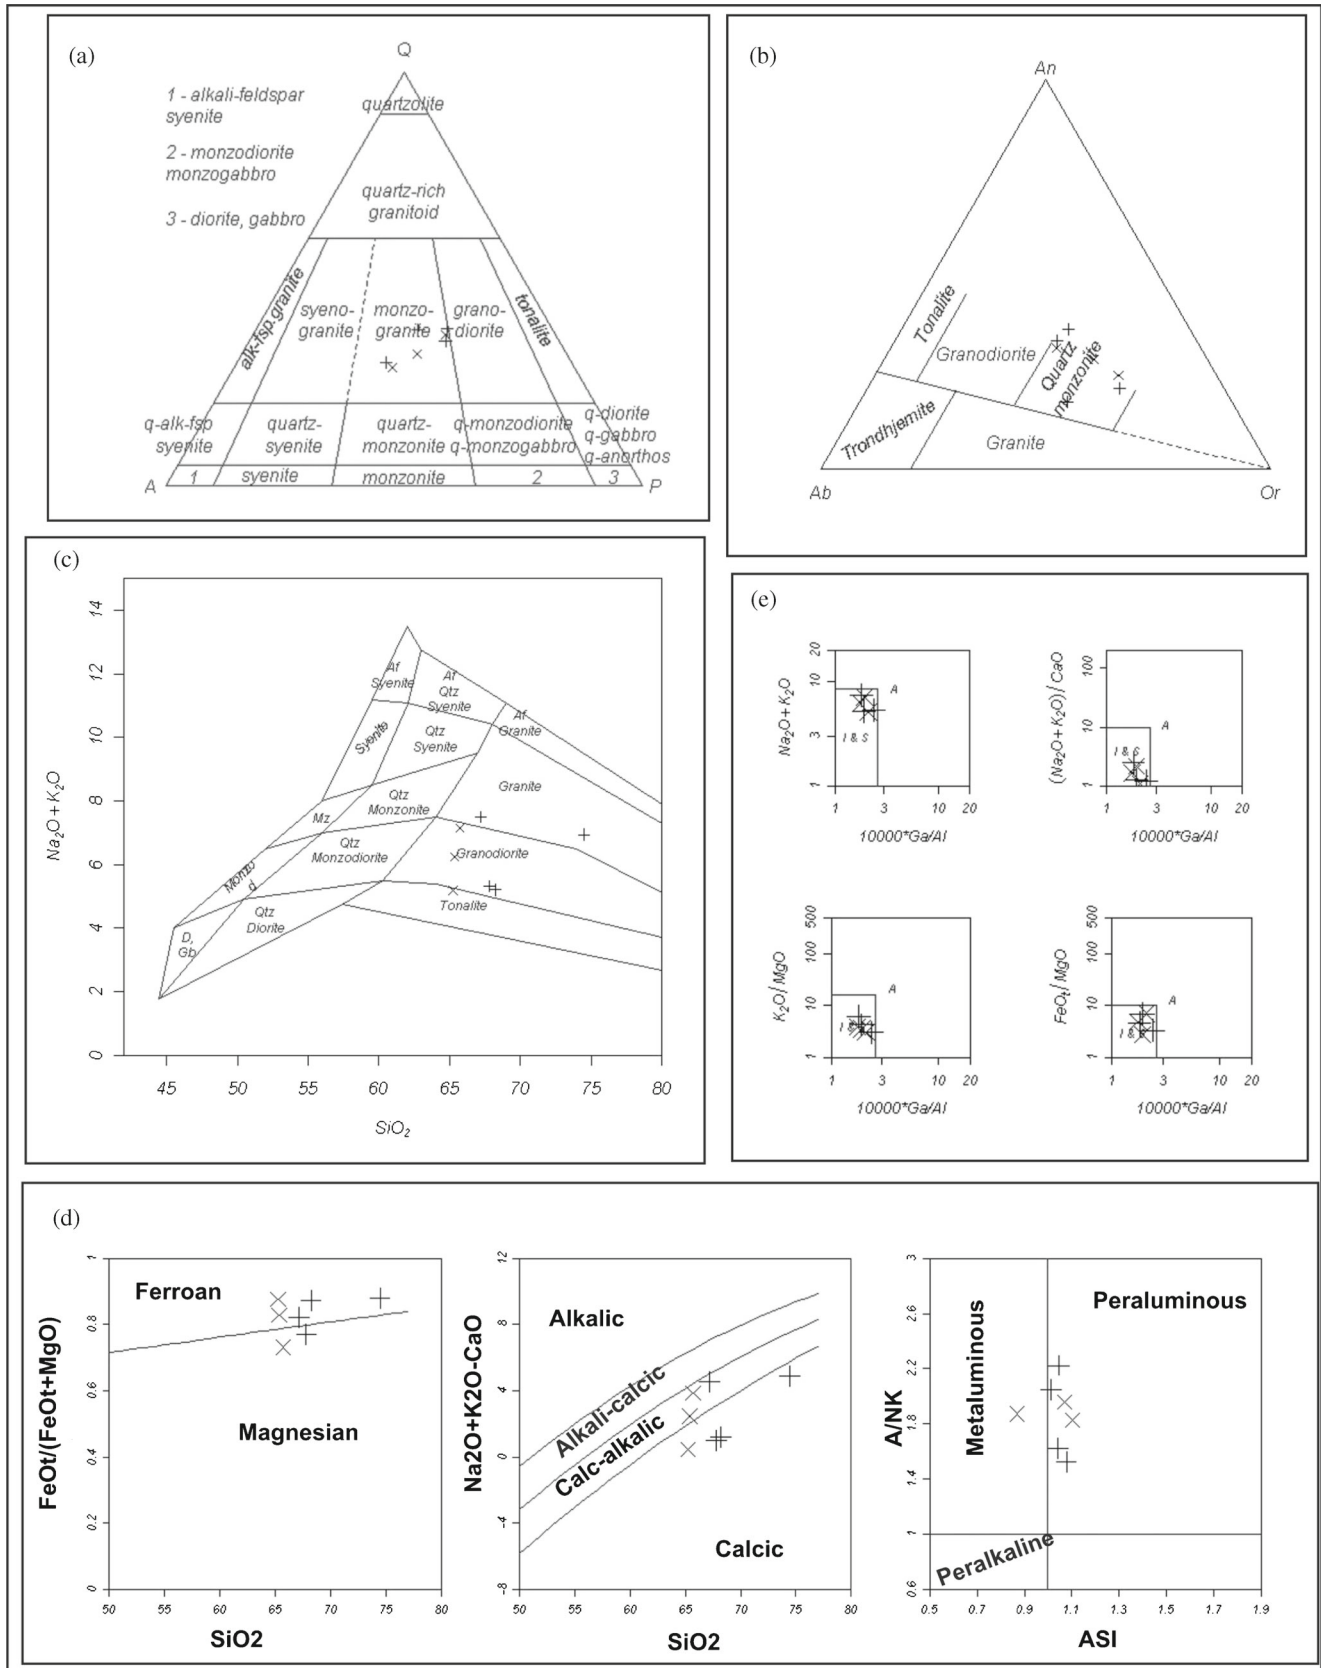 (a)
Q
1 - alkali-feldspar
syenite
2 - monzodiorite
monzogabbro
3 - diorite, gabbro
quartzolite
quartz-rich
granitoid
alk-fsp.granite
syeno-
granite
monzo-
granite
grano-
diorite
tonalite
q-alk-fsp
syenite
quartz-
syenite
quartz-
monzonite
q-monzodiorite
q-monzogabbro
q-diorite
q-gabbro
q-anorthos
A
1
syenite
monzonite
2
3
P
(b)
An
Tonalite
Granodiorite
Quartz
monzonite
Trondhjemite
Granite
Ab
Or
(c)
Na2O+K2O
14
12
10
8
6
4
2
0
Af
Syenite
Af
Qtz
Syenite
Af
Granite
Syenite
Qtz
Syenite
Granite
Mz
Qtz
Monzonite
Qtz
Monzodiorite
Granodiorite
Monzo
d
Tonalite
Qtz
Diorite
D,
Gb
45 50 55 60 65 70 75 80
SiO2
(e)
Na2O+K2O
20
10
3
1
A
I & S
1 3 10 20
10000*Ga/Al
(Na2O+K2O)/CaO
100
10
1
A
I & S
1 3 10 20
10000*Ga/Al
K2O/MgO
500
100
10
1
A
I &
1 3 10 20
10000*Ga/Al
FeOt/MgO
500
100
10
1
A
I &
1 3 10 20
10000*Ga/Al
(d)
FeOt/(FeOt+MgO)
1
0.8
0.6
0.4
0.2
0
Ferroan
Magnesian
50 55 60 65 70 75 80
SiO2
Na2O+K2O-CaO
12
8
4
0
-4
-8
Alkalic
Alkali-calcic
Calc-alkalic
Calcic
50 55 60 65 70 75 80
SiO2
A/NK
3
2.6
2.2
1.8
1.4
1
0.6
Metaluminous
Peraluminous
Peralkaline
0.5 0.7 0.9 1.1 1.3 1.5 1.7 1.9
ASI